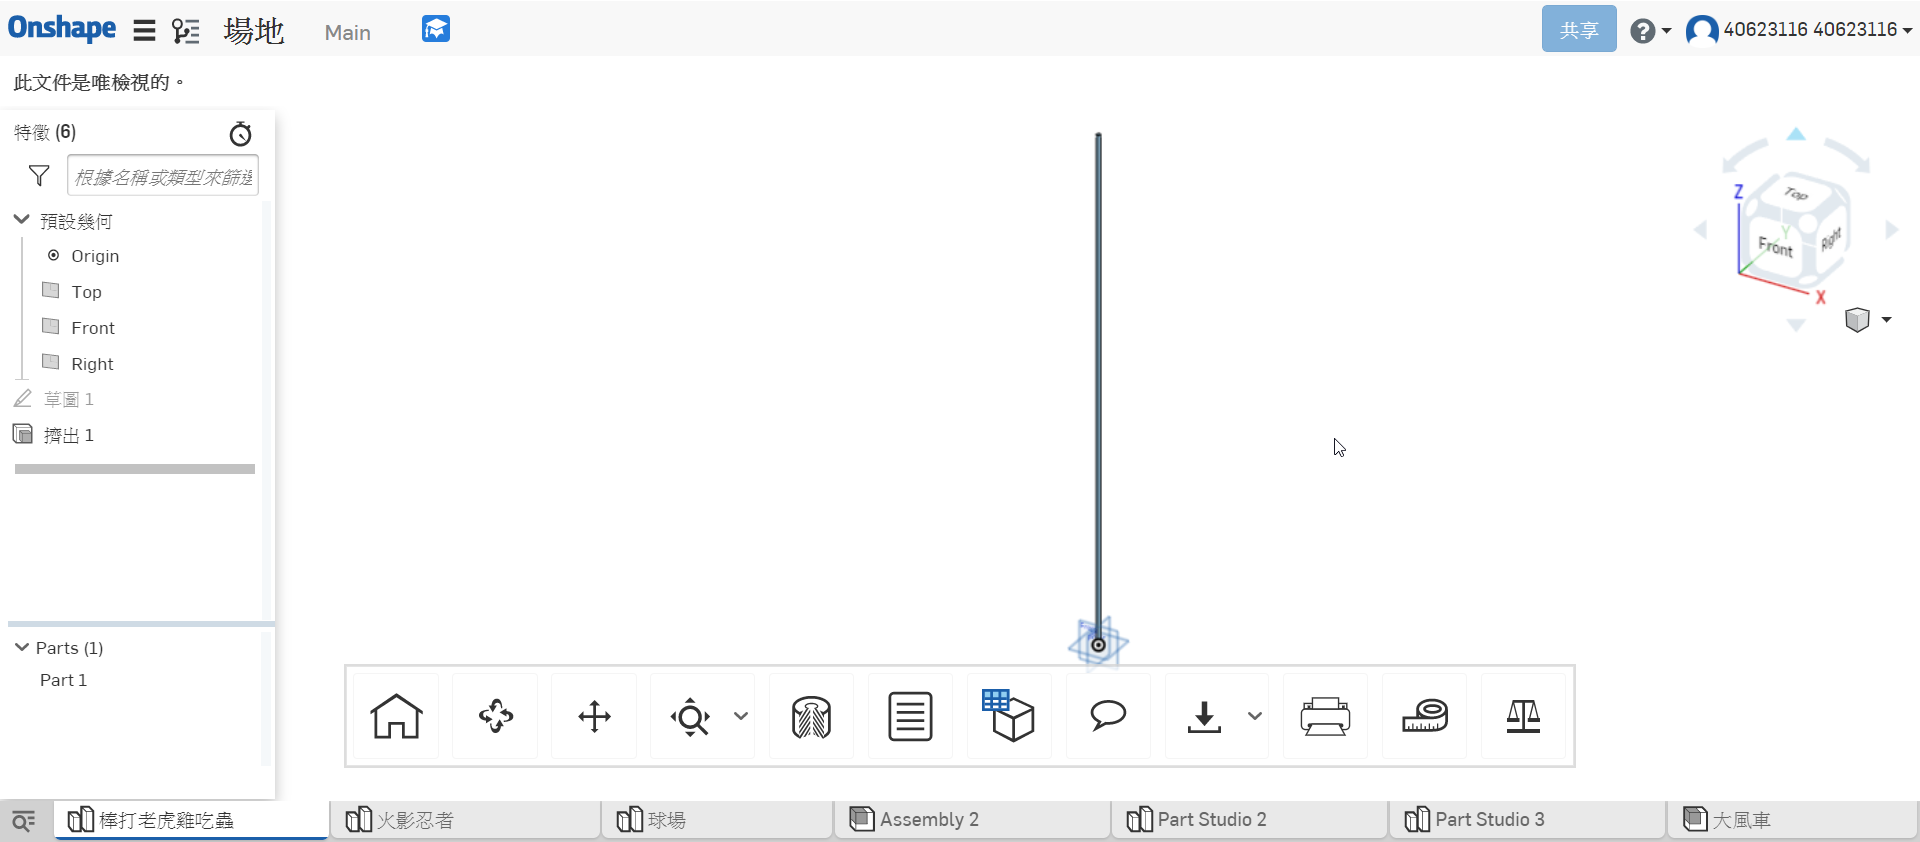 Onshape 場地 Main 共享 40623116 40623116
此文件是唯檢視的。
特徵 (6)
根據名稱或類型來篩選
預設幾何
Origin
Top
Front
Right
草圖 1
擠出 1
Parts (1)
Part 1
Z
Top
Y
Front
Right
X
棒打老虎雞吃蟲 火影忍者 球場 Assembly 2 Part Studio 2 Part Studio 3 大風車